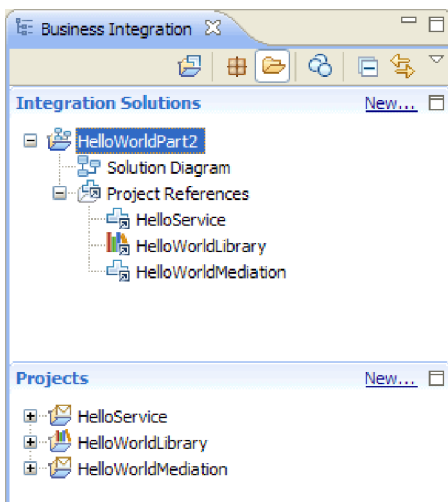 Business Integration
Integration Solutions New...
HelloWorldPart2
Solution Diagram
Project References
HelloService
HelloWorldLibrary
HelloWorldMediation
Projects New...
HelloService
HelloWorldLibrary
HelloWorldMediation